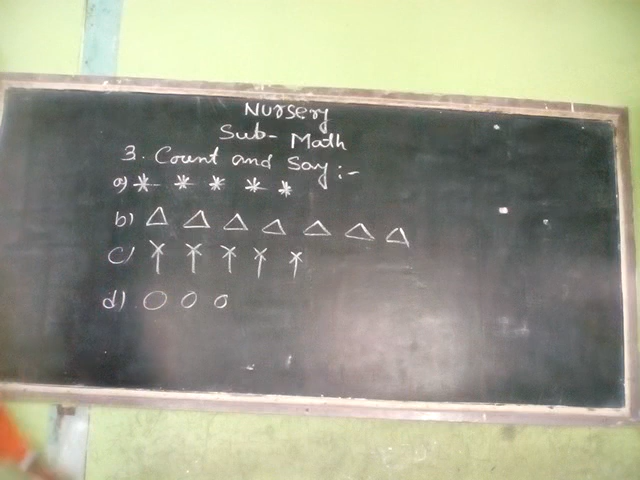 Nursery
Sub- Math
3. Count and Say :-
a) * * * * *
b) △ △ △ △ △ △ △
c)
d) ○ ○ ○